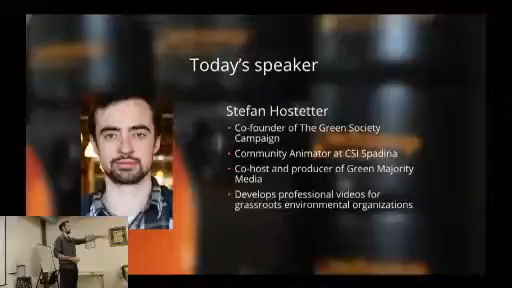 Today's speaker
Stefan Hostetter
- Co-founder of The Green Society
Campaign
- Community Animator at CSI Spadina
- Co-host and producer of Green Majority
Media
- Develops professional videos for
grassroots environmental organizations